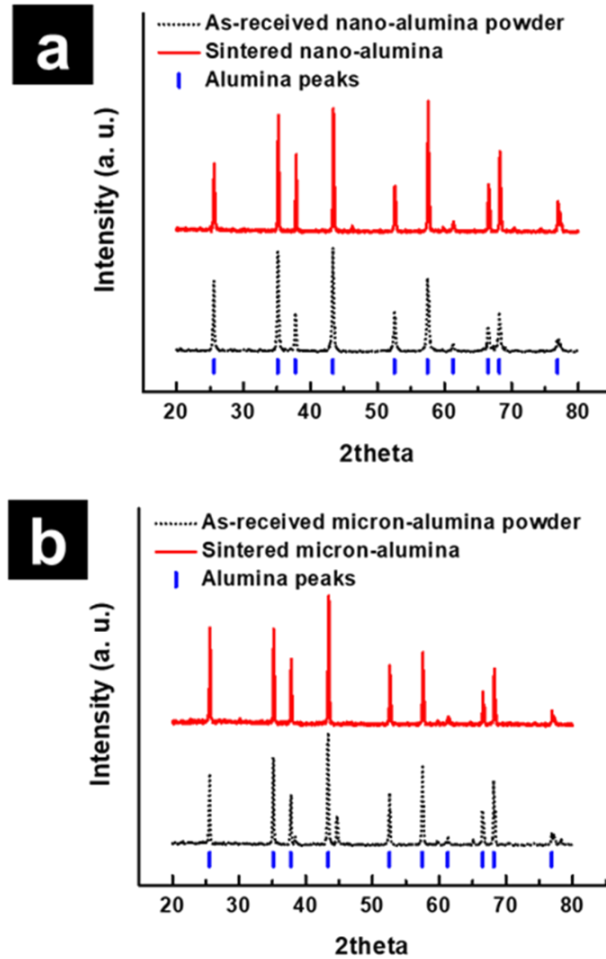 a
As-received nano-alumina powder
Sintered nano-alumina
Alumina peaks
Intensity (a. u.)
20 30 40 50 60 70 80
2theta
b
As-received micron-alumina powder
Sintered micron-alumina
Alumina peaks
Intensity (a. u.)
20 30 40 50 60 70 80
2theta